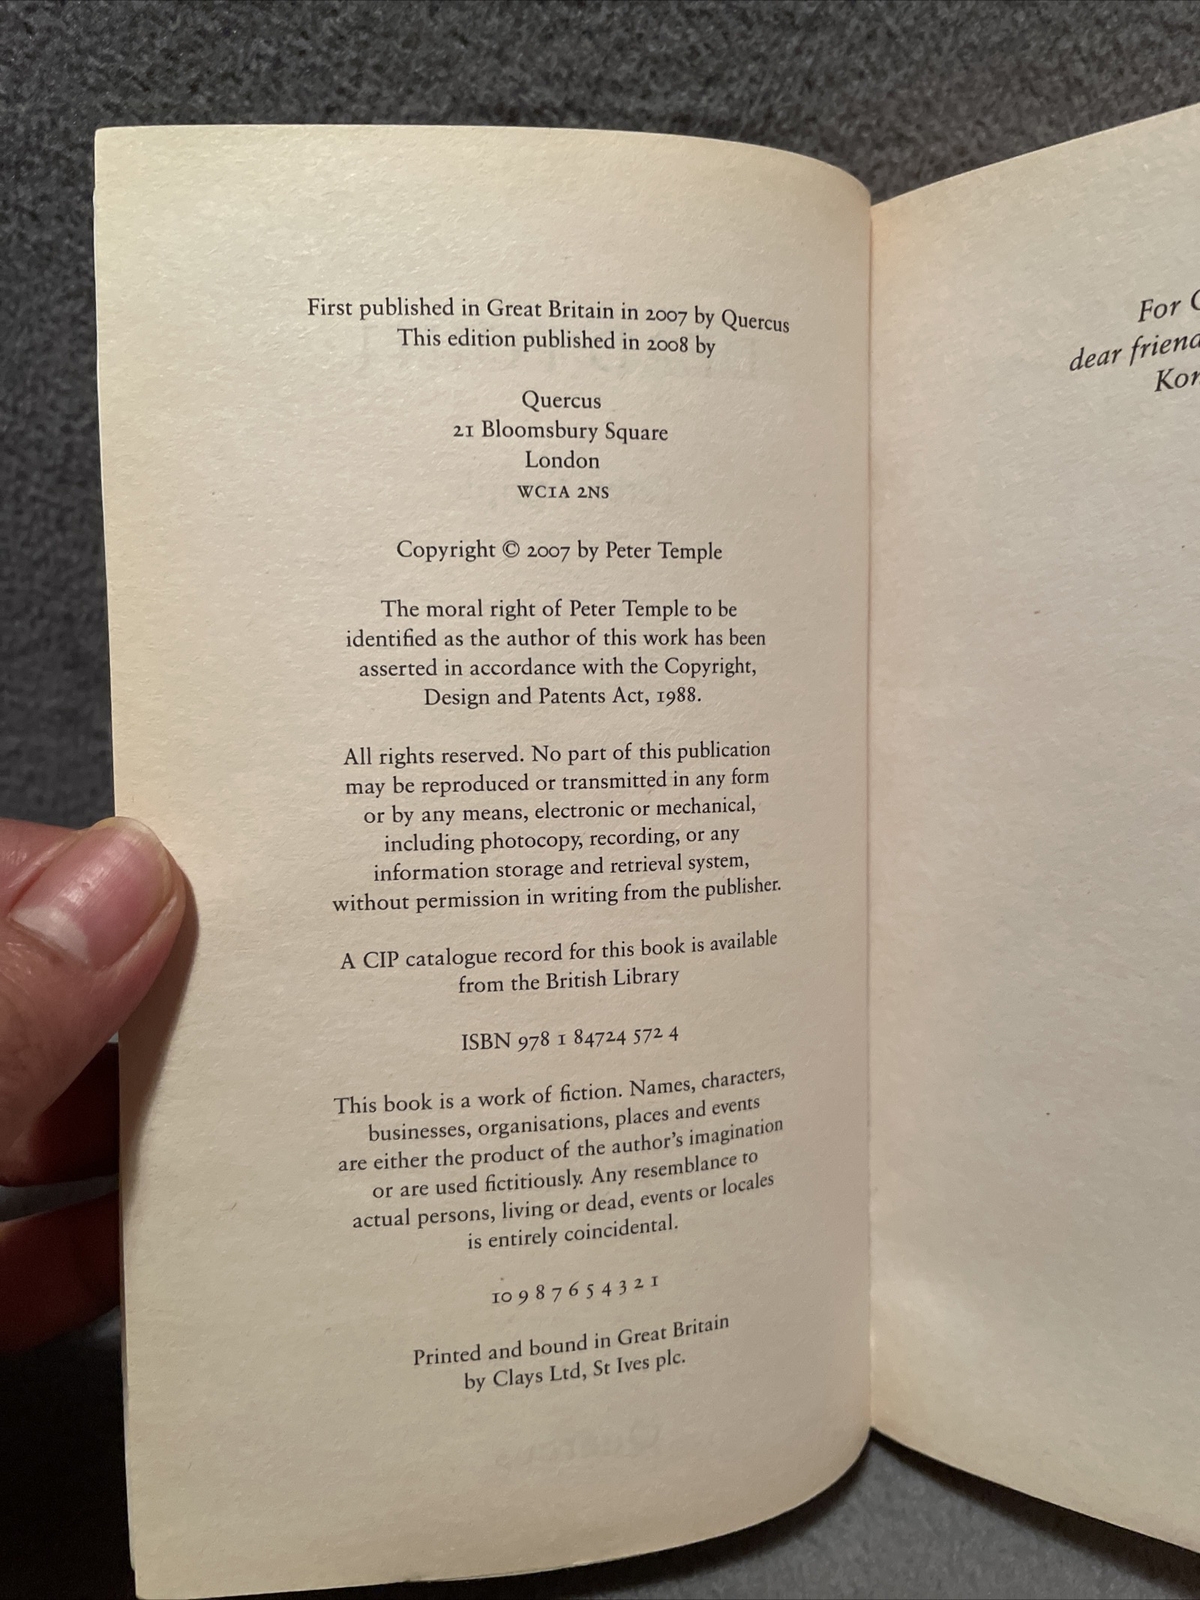 First published in Great Britain in 2007 by Quercus
This edition published in 2008 by
Quercus
21 Bloomsbury Square
London
WC1A 2NS
Copyright © 2007 by Peter Temple
The moral right of Peter Temple to be
identified as the author of this work has been
asserted in accordance with the Copyright,
Design and Patents Act, 1988.
All rights reserved. No part of this publication
may be reproduced or transmitted in any form
or by any means, electronic or mechanical,
including photocopy, recording, or any
information storage and retrieval system,
without permission in writing from the publisher.
A CIP catalogue record for this book is available
from the British Library
ISBN 978 1 84724 572 4
This book is a work of fiction. Names, characters,
businesses, organisations, places and events
are either the product of the author's imagination
or are used fictitiously. Any resemblance to
actual persons, living or dead, events or locales
is entirely coincidental.
10 9 8 7 6 5 4 3 2 1
Printed and bound in Great Britain
by Clays Ltd, St Ives plc.
For
dear friend